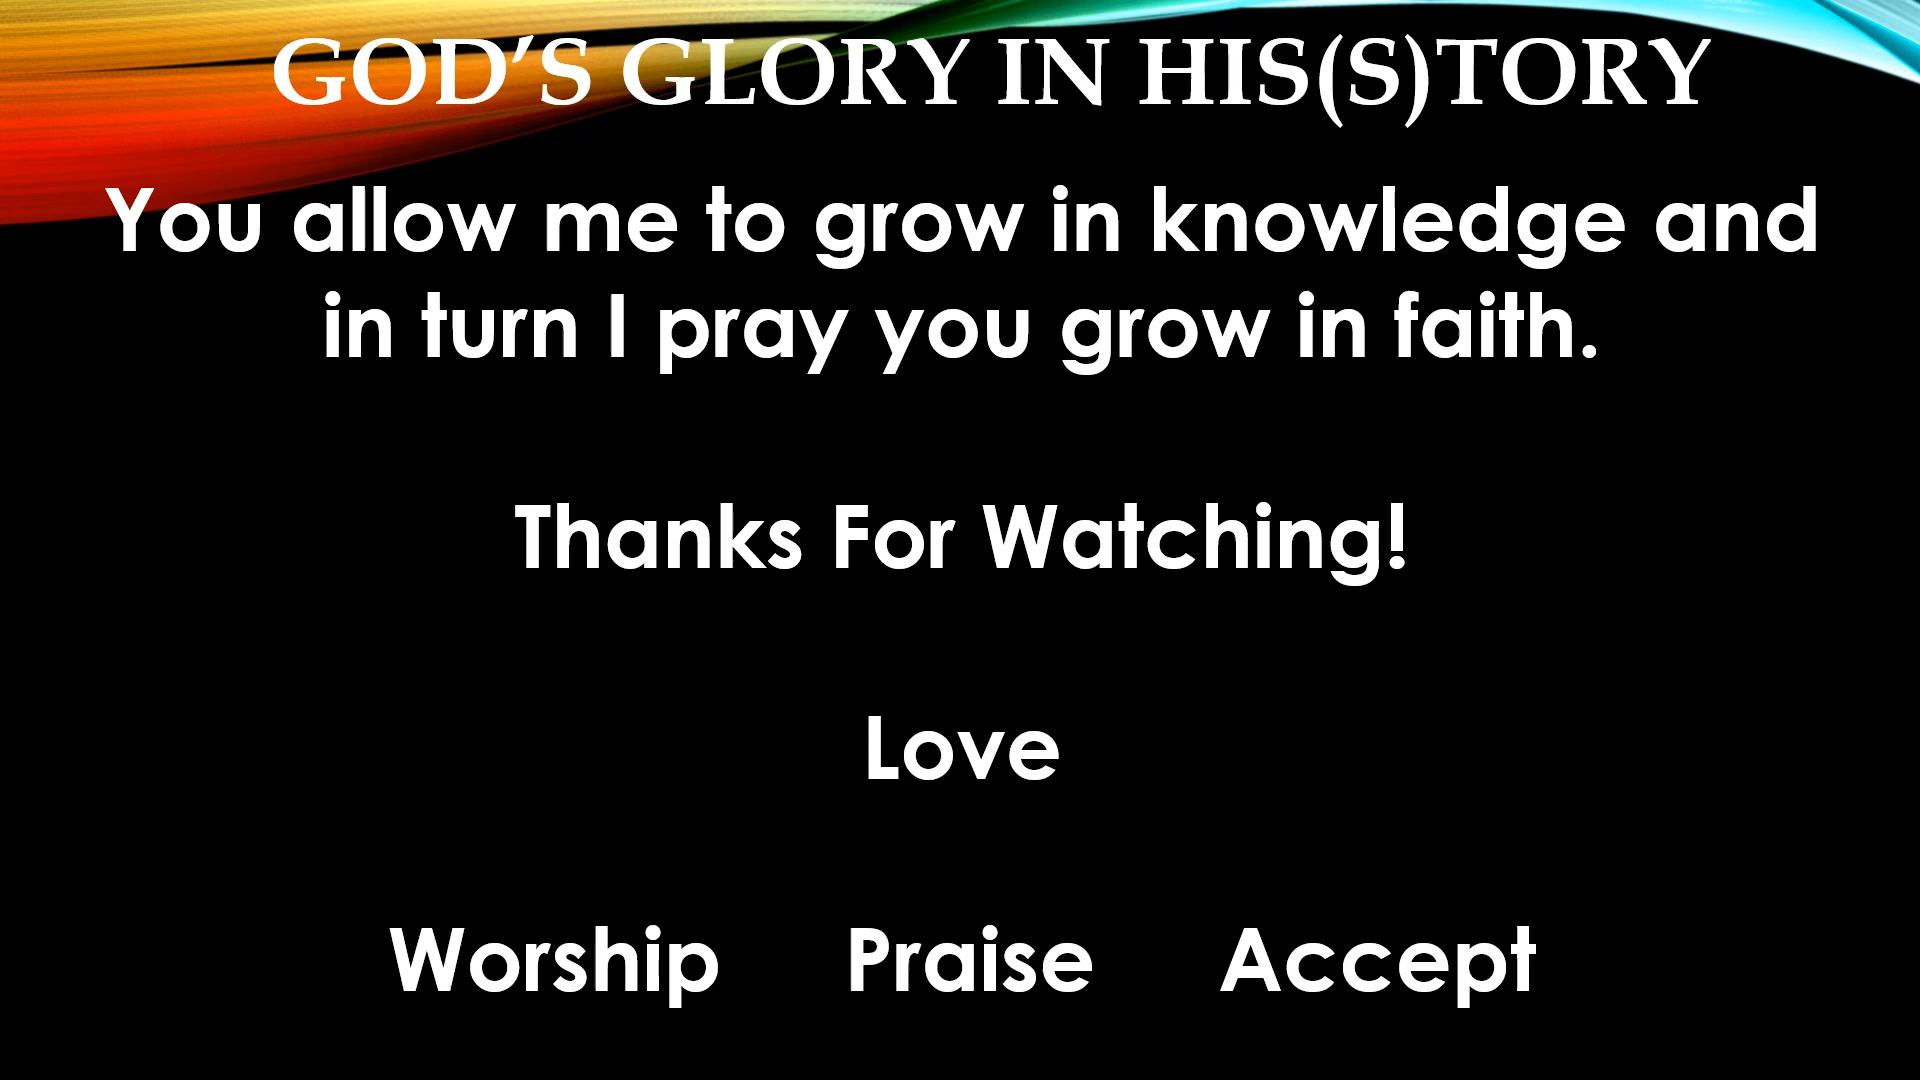 GOD’S GLORY IN HIS(S)TORY
You allow me to grow in knowledge and
in turn I pray you grow in faith.
Thanks For Watching!
Love
Worship Praise Accept